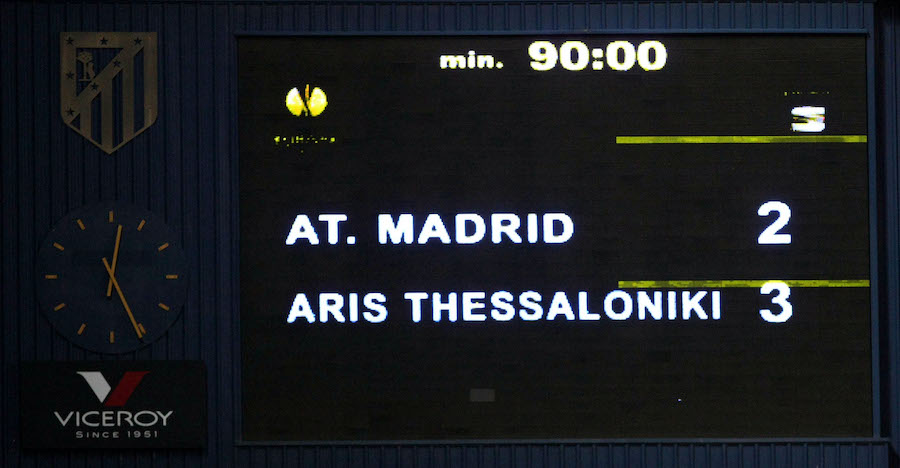 min. 90:00
AT. MADRID 2
ARIS THESSALONIKI 3
VICEROY
SINCE 1951